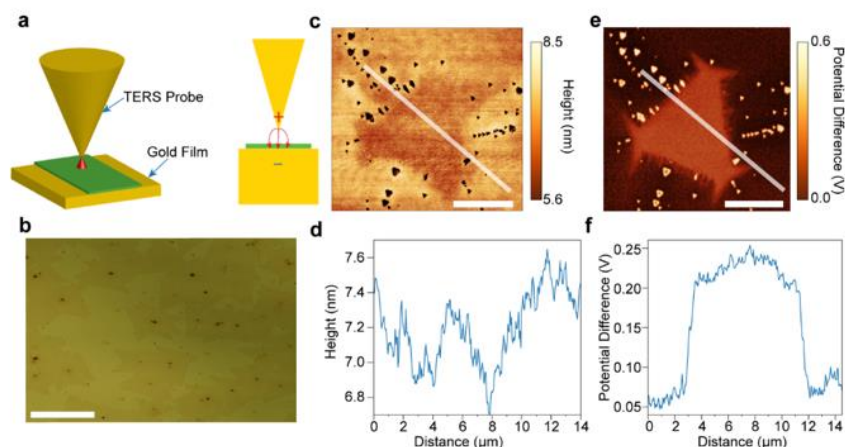 a
TERS Probe
Gold Film
+
−
b
c
8.5
Height (nm)
5.6
d
Height (nm)
7.6
7.4
7.2
7.0
6.8
0 2 4 6 8 10 12 14
Distance (μm)
e
0.6
Potential Difference (V)
0.0
f
Potential Difference (V)
0.25
0.20
0.15
0.10
0.05
0 2 4 6 8 10 12 14
Distance (μm)